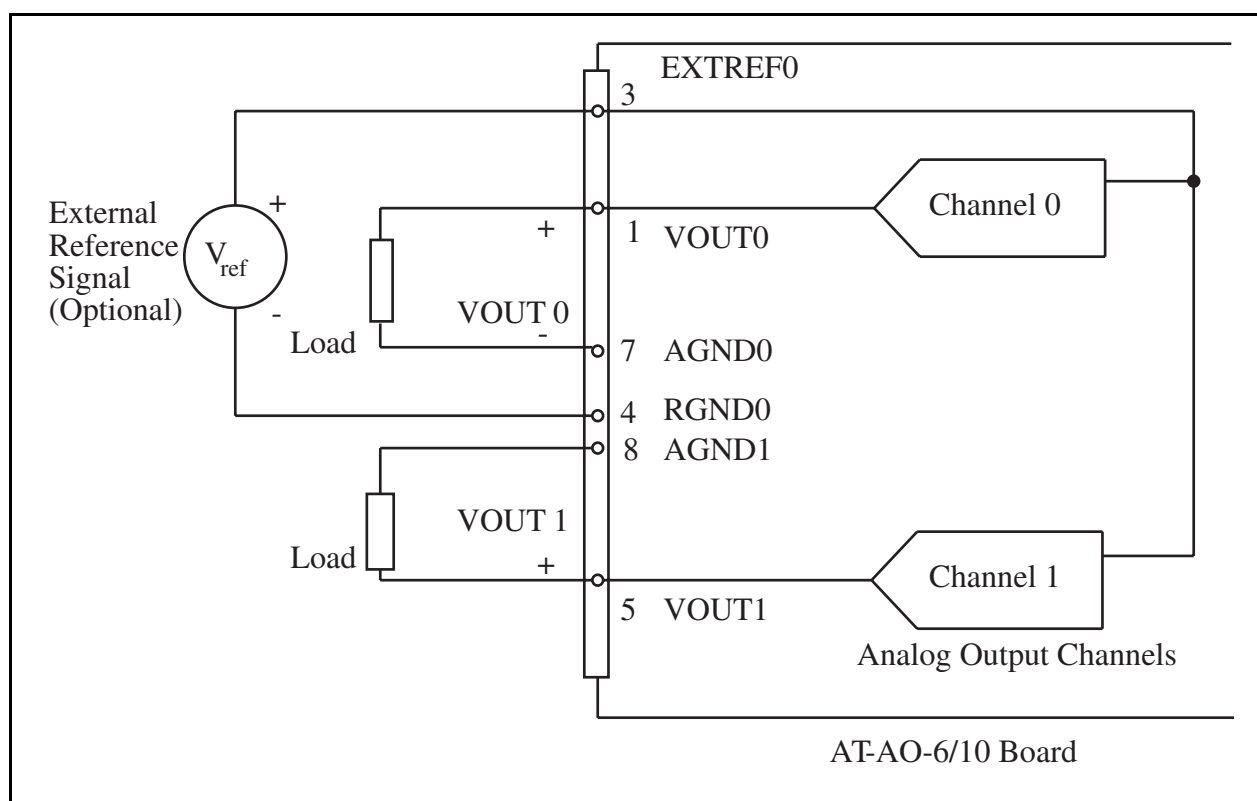 EXTREF0
3
Channel 0
External
Reference
Signal
(Optional)
+
Vref
-
+
1 VOUT0
VOUT 0
-
Load
7 AGND0
4 RGND0
8 AGND1
VOUT 1
Load
+
Channel 1
5 VOUT1
Analog Output Channels
AT-AO-6/10 Board